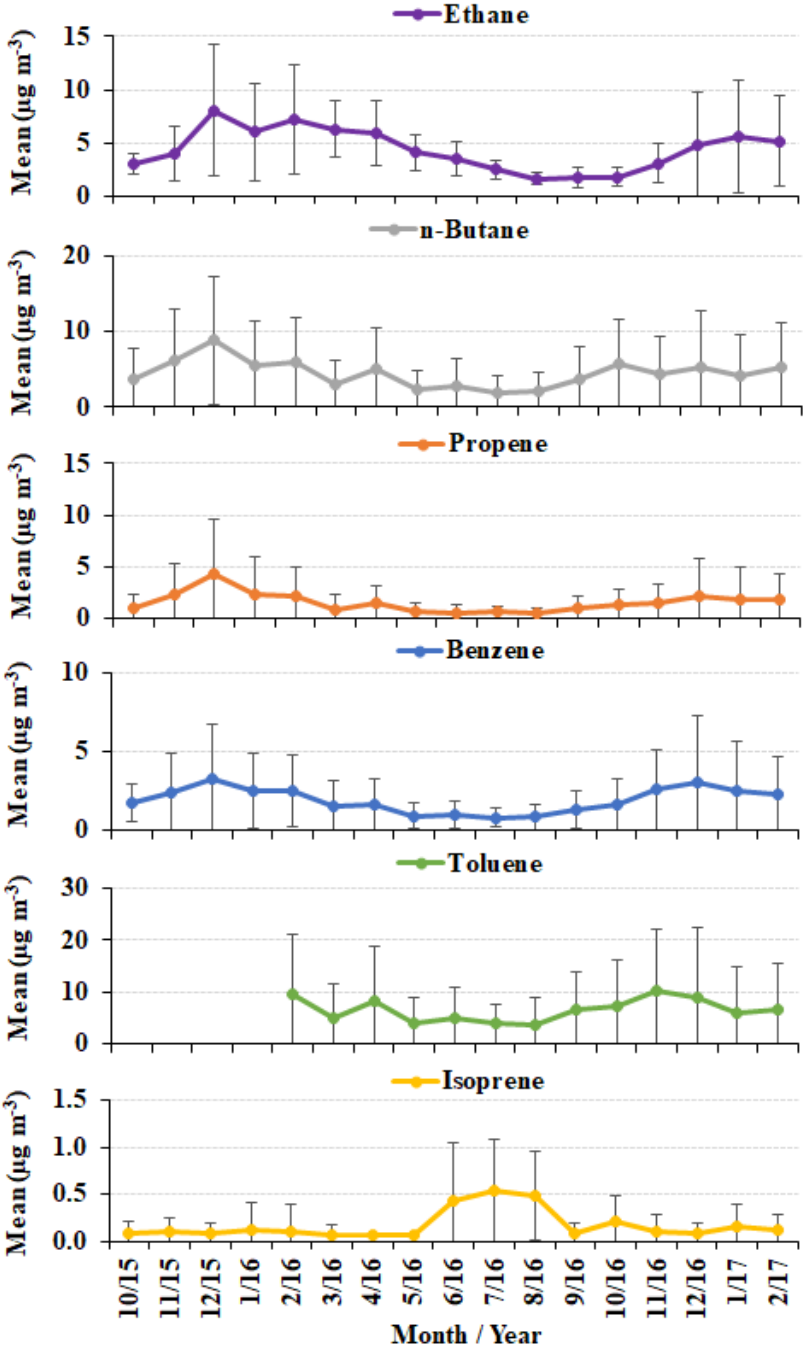 Ethane
Mean (µg m-3)
15
10
5
0
n-Butane
Mean (µg m-3)
20
10
0
Propene
Mean (µg m-3)
15
10
5
0
Benzene
Mean (µg m-3)
10
5
0
Toluene
Mean (µg m-3)
30
20
10
0
Isoprene
Mean (µg m-3)
1.5
1.0
0.5
0.0
10/15 11/15 12/15 1/16 2/16 3/16 4/16 5/16 6/16 7/16 8/16 9/16 10/16 11/16 12/16 1/17 2/17
Month / Year